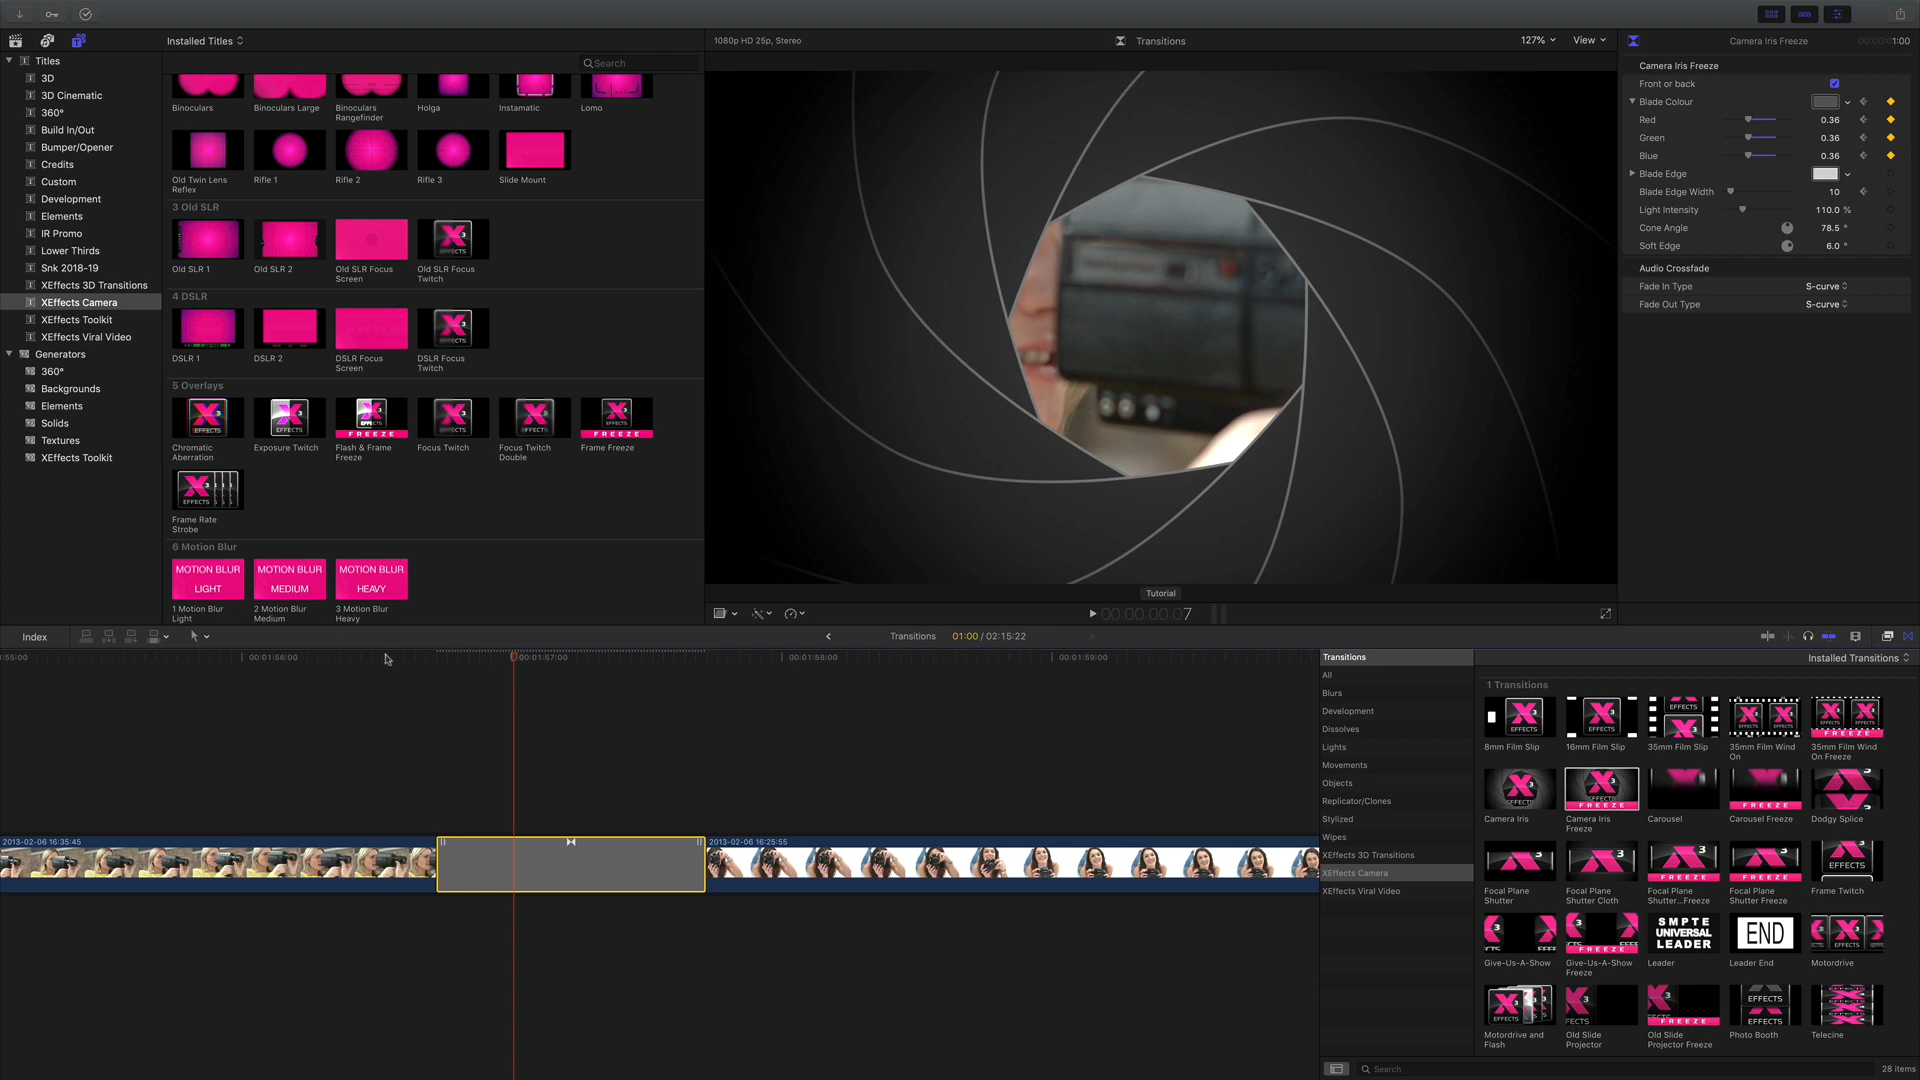 Installed Titles
1080p HD 25p, Stereo
Transitions
127%
View
Camera Iris Freeze
1:00
Titles
3D
3D Cinematic
360°
Build In/Out
Bumper/Opener
Credits
Custom
Development
Elements
IR Promo
Lower Thirds
Snk 2018-19
XEffects 3D Transitions
XEffects Camera
XEffects Toolkit
XEffects Viral Video
Generators
360°
Backgrounds
Elements
Solids
Textures
XEffects Toolkit
Search
Binoculars
Binoculars Large
Binoculars
Rangefinder
Holga
Instamatic
Lomo
Old Twin Lens
Reflex
Rifle 1
Rifle 2
Rifle 3
Slide Mount
3 Old SLR
Old SLR 1
Old SLR 2
Old SLR Focus
Screen
Old SLR Focus
Twitch
4 DSLR
DSLR 1
DSLR 2
DSLR Focus
Screen
DSLR Focus
Twitch
5 Overlays
Chromatic
Aberration
Exposure Twitch
Flash & Frame
Freeze
Focus Twitch
Focus Twitch
Double
Frame Freeze
Frame Rate
Strobe
6 Motion Blur
MOTION BLUR
LIGHT
MOTION BLUR
MEDIUM
MOTION BLUR
HEAVY
1 Motion Blur
Light
2 Motion Blur
Medium
3 Motion Blur
Heavy
Tutorial
00:00:00:07
Camera Iris Freeze
Front or back
Blade Colour
Red 0.36
Green 0.36
Blue 0.36
Blade Edge
Blade Edge Width 10
Light Intensity 110.0 %
Cone Angle 78.5 °
Soft Edge 6.0 °
Audio Crossfade
Fade In Type S-curve
Fade Out Type S-curve
Index
Transitions
01:00 / 02:15:22
:55:00
00:01:56:00
00:01:57:00
00:01:58:00
00:01:59:00
2013-02-06 16:35:45
2013-02-06 16:25:55
Transitions
All
Blurs
Development
Dissolves
Lights
Movements
Objects
Replicator/Clones
Stylized
Wipes
XEffects 3D Transitions
XEffects Camera
XEffects Viral Video
Installed Transitions
1 Transitions
8mm Film Slip
16mm Film Slip
35mm Film Slip
35mm Film Wind
On
35mm Film Wind
On Freeze
Camera Iris
Camera Iris
Freeze
Carousel
Carousel Freeze
Dodgy Splice
Focal Plane
Shutter
Focal Plane
Shutter Cloth
Focal Plane
Shutter...Freeze
Focal Plane
Shutter Freeze
Frame Twitch
SMPTE
UNIVERSAL
LEADER
END
Give-Us-A-Show
Give-Us-A-Show
Freeze
Leader
Leader End
Motordrive
Motordrive and
Flash
Old Slide
Projector
Old Slide
Projector Freeze
Photo Booth
Telecine
Search
28 items